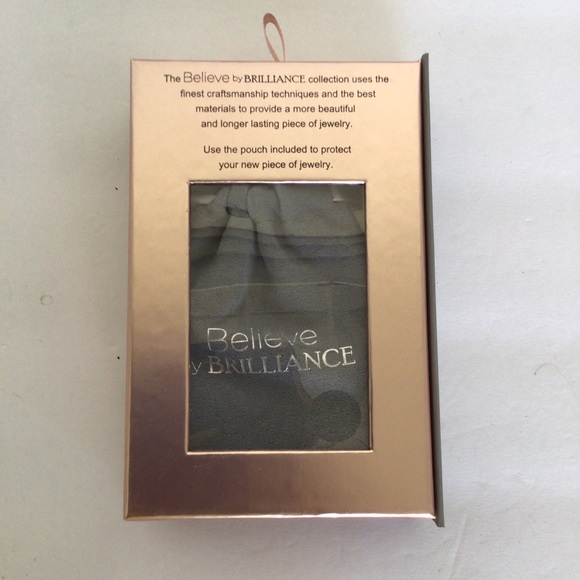 The Believe by BRILLIANCE collection uses the
finest craftsmanship techniques and the best
materials to provide a more beautiful
and longer lasting piece of jewelry.
Use the pouch included to protect
your new piece of jewelry.
Believe
y BRILLIANCE